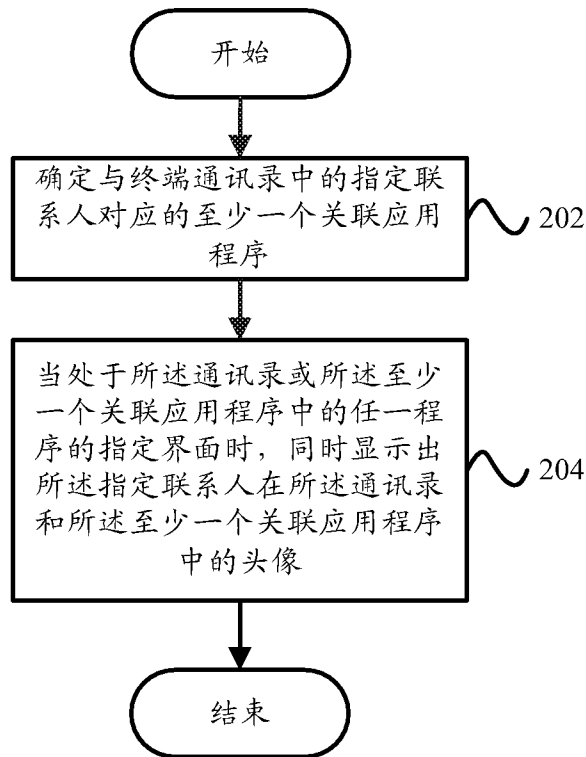 开始
确定与终端通讯录中的指定联
系人对应的至少一个关联应用
程序
202
当处于所述通讯录或所述至少
一个关联应用程序中的任一程
序的指定界面时，同时显示出
所述指定联系人在所述通讯录
和所述至少一个关联应用程序
中的头像
204
结束